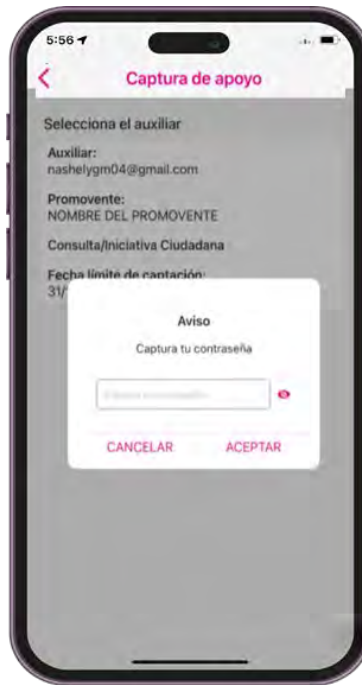 5:56
Captura de apoyo
Selecciona el auxiliar
Auxiliar:
nashelygm04@gmail.com
Promovente:
NOMBRE DEL PROMOVENTE
Consulta/Iniciativa Ciudadana
Fecha límite de captación:
31/
Aviso
Captura tu contraseña
CANCELAR
ACEPTAR